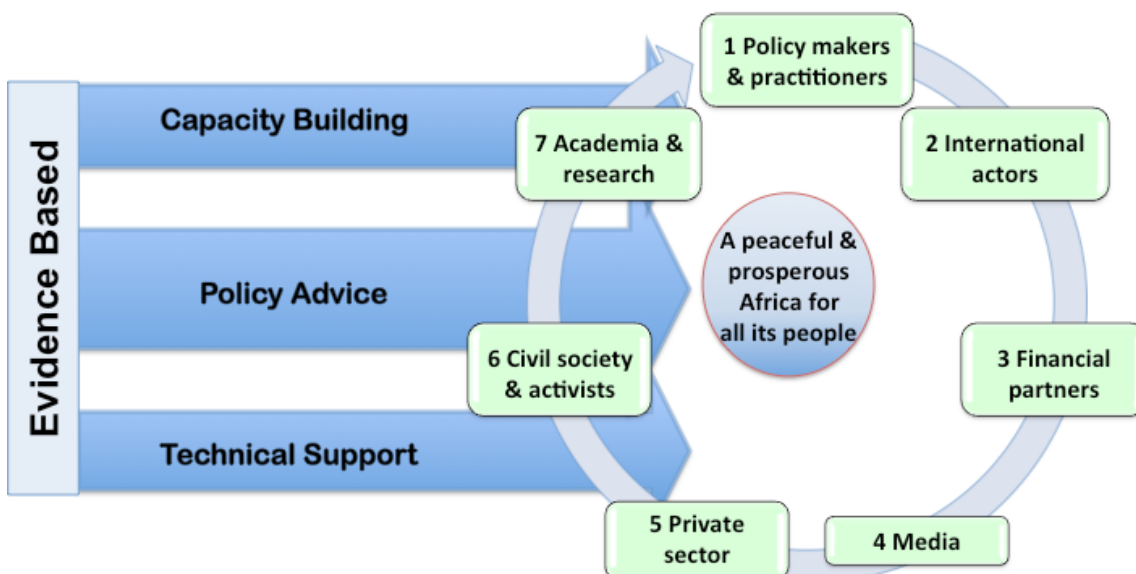 Evidence Based
Capacity Building
Policy Advice
Technical Support
1 Policy makers
& practitioners
2 International
actors
3 Financial
partners
4 Media
5 Private
sector
6 Civil society
& activists
7 Academia &
research
A peaceful &
prosperous
Africa for
all its people